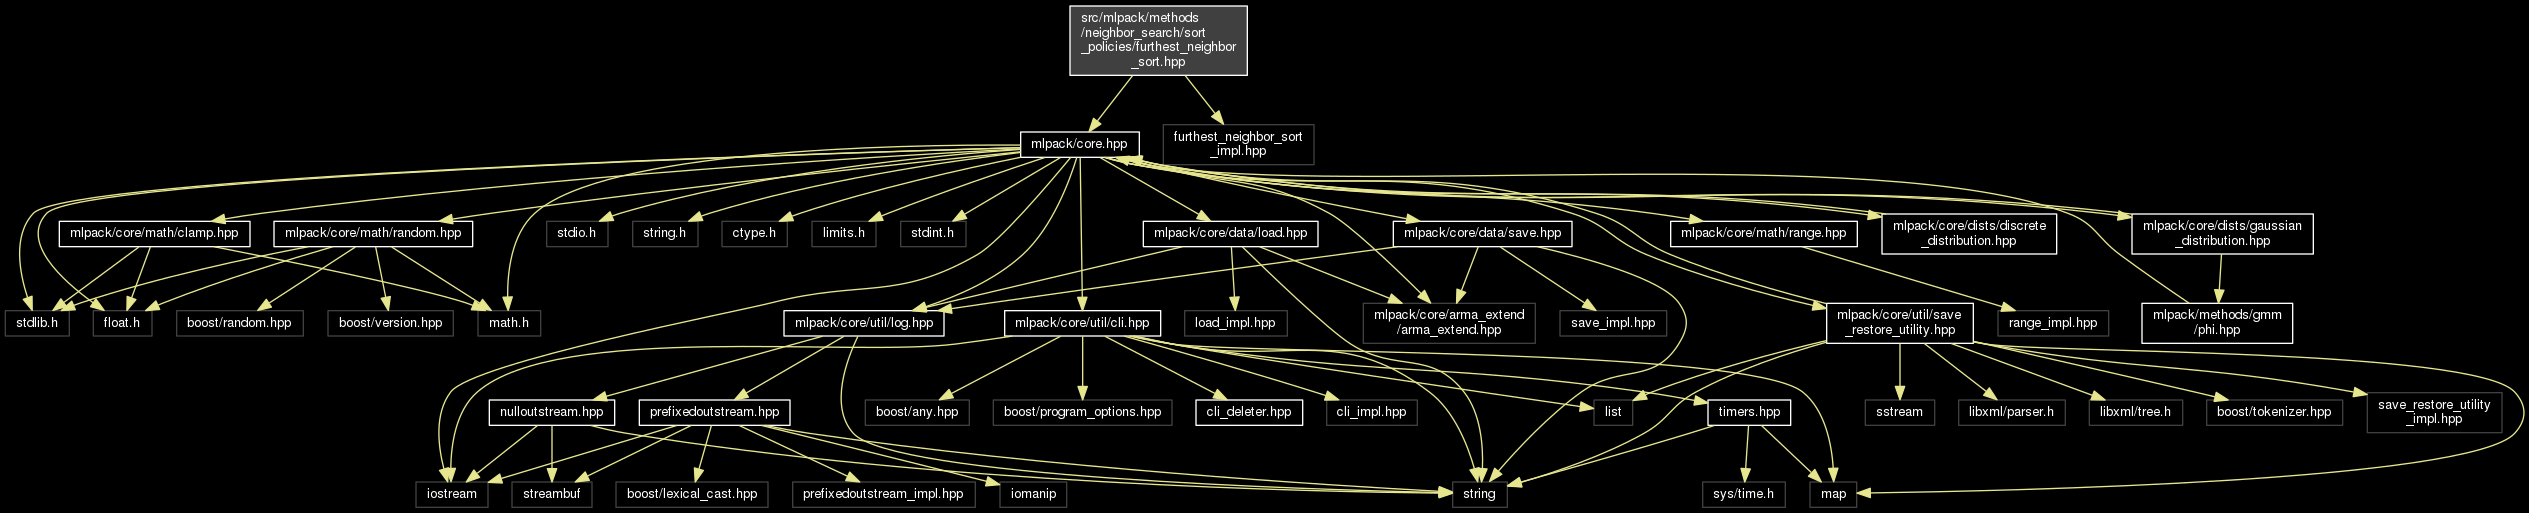 src/mlpack/methods
/neighbor_search/sort
_policies/furthest_neighbor
_sort.hpp
mlpack/core.hpp
furthest_neighbor_sort
_impl.hpp
mlpack/core/math/clamp.hpp
mlpack/core/math/random.hpp
stdio.h
string.h
ctype.h
limits.h
stdint.h
mlpack/core/data/load.hpp
mlpack/core/data/save.hpp
mlpack/core/math/range.hpp
mlpack/core/dists/discrete
_distribution.hpp
mlpack/core/dists/gaussian
_distribution.hpp
stdlib.h
float.h
boost/random.hpp
boost/version.hpp
math.h
mlpack/core/util/log.hpp
mlpack/core/util/cli.hpp
load_impl.hpp
mlpack/core/arma_extend
/arma_extend.hpp
save_impl.hpp
mlpack/core/util/save
_restore_utility.hpp
range_impl.hpp
mlpack/methods/gmm
/phi.hpp
nulloutstream.hpp
prefixedoutstream.hpp
boost/any.hpp
boost/program_options.hpp
cli_deleter.hpp
cli_impl.hpp
list
timers.hpp
sstream
libxml/parser.h
libxml/tree.h
boost/tokenizer.hpp
save_restore_utility
_impl.hpp
iostream
streambuf
boost/lexical_cast.hpp
prefixedoutstream_impl.hpp
iomanip
string
sys/time.h
map